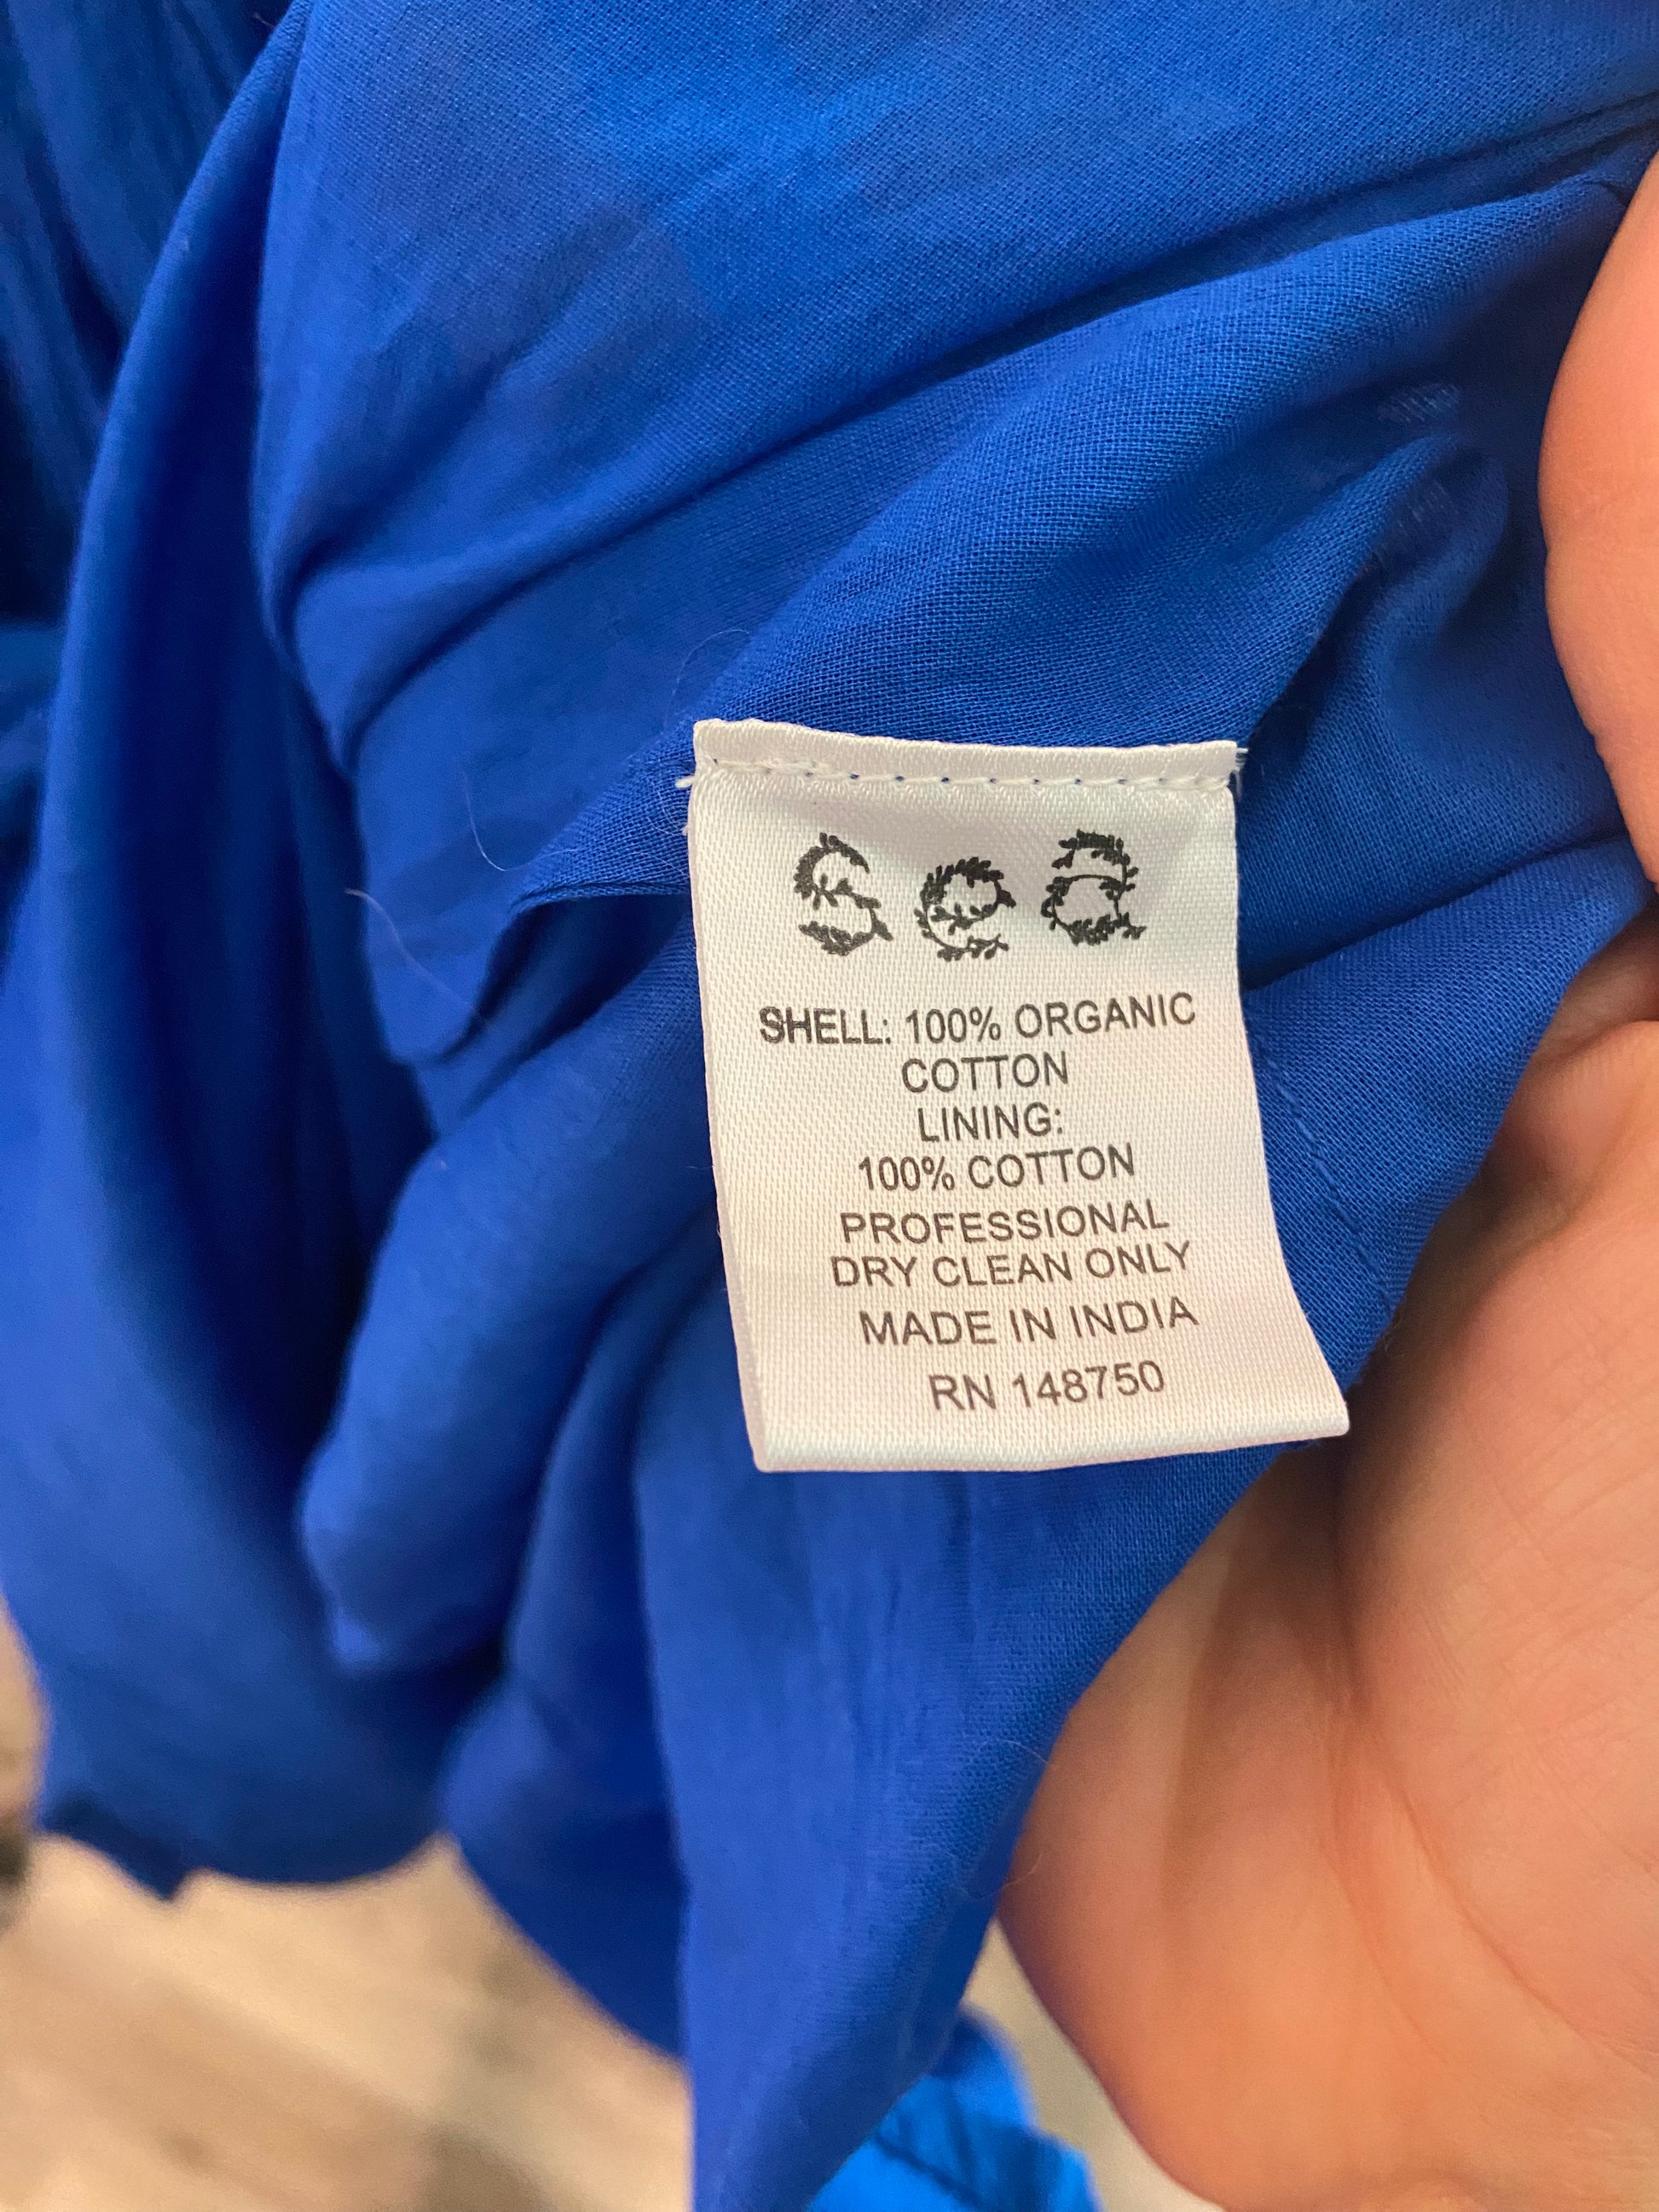 Sea
SHELL: 100% ORGANIC
COTTON
LINING:
100% COTTON
PROFESSIONAL
DRY CLEAN ONLY
MADE IN INDIA
RN 148750